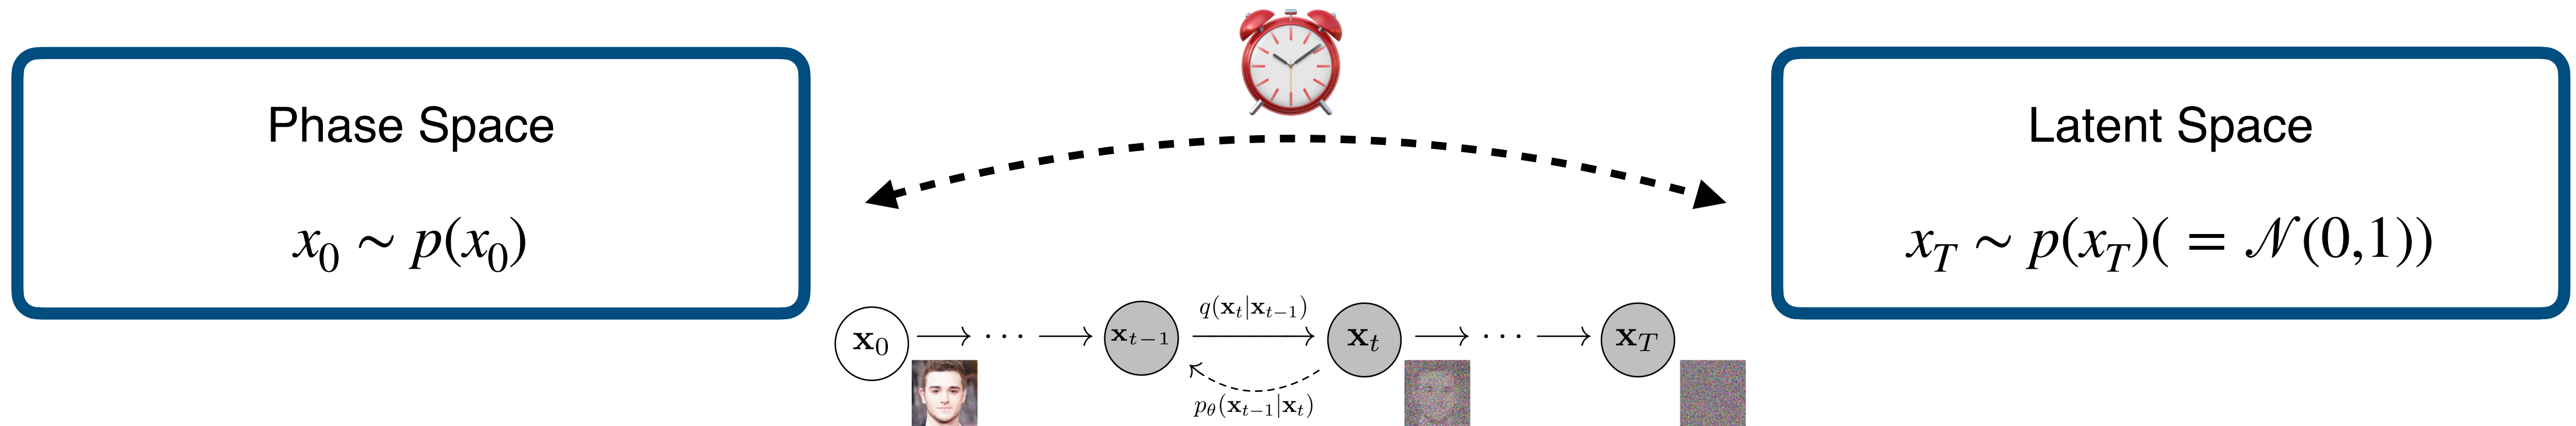 Phase Space
x_0 ∼ p(x_0)
Latent Space
x_T ∼ p(x_T)( = 𝒩(0,1))
q(𝐱_t|𝐱_{t−1})
𝐱_0 ⟶ ⋯ ⟶ 𝐱_{t−1} ⟶ 𝐱_t ⟶ ⋯ ⟶ 𝐱_T
p_θ(𝐱_{t−1}|𝐱_t)